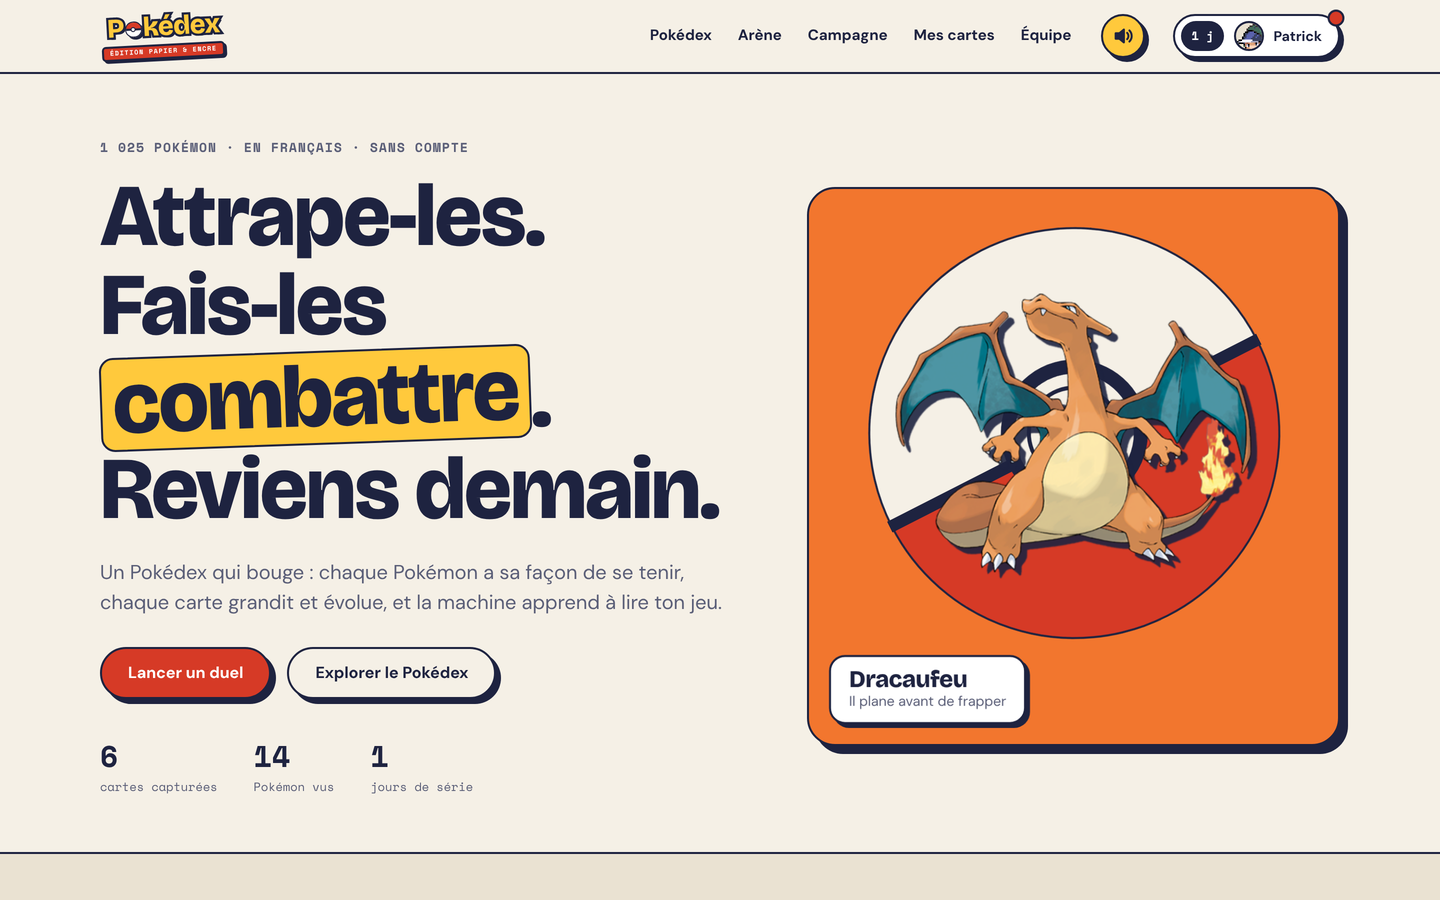 Pokédex
ÉDITION PAPIER & ENCRE
Pokédex
Arène
Campagne
Mes cartes
Équipe
1 j
Patrick
1 025 POKÉMON · EN FRANÇAIS · SANS COMPTE
Attrape-les.
Fais-les
combattre.
Reviens demain.
Un Pokédex qui bouge : chaque Pokémon a sa façon de se tenir,
chaque carte grandit et évolue, et la machine apprend à lire ton jeu.
Lancer un duel
Explorer le Pokédex
6
cartes capturées
14
Pokémon vus
1
jours de série
Dracaufeu
Il plane avant de frapper